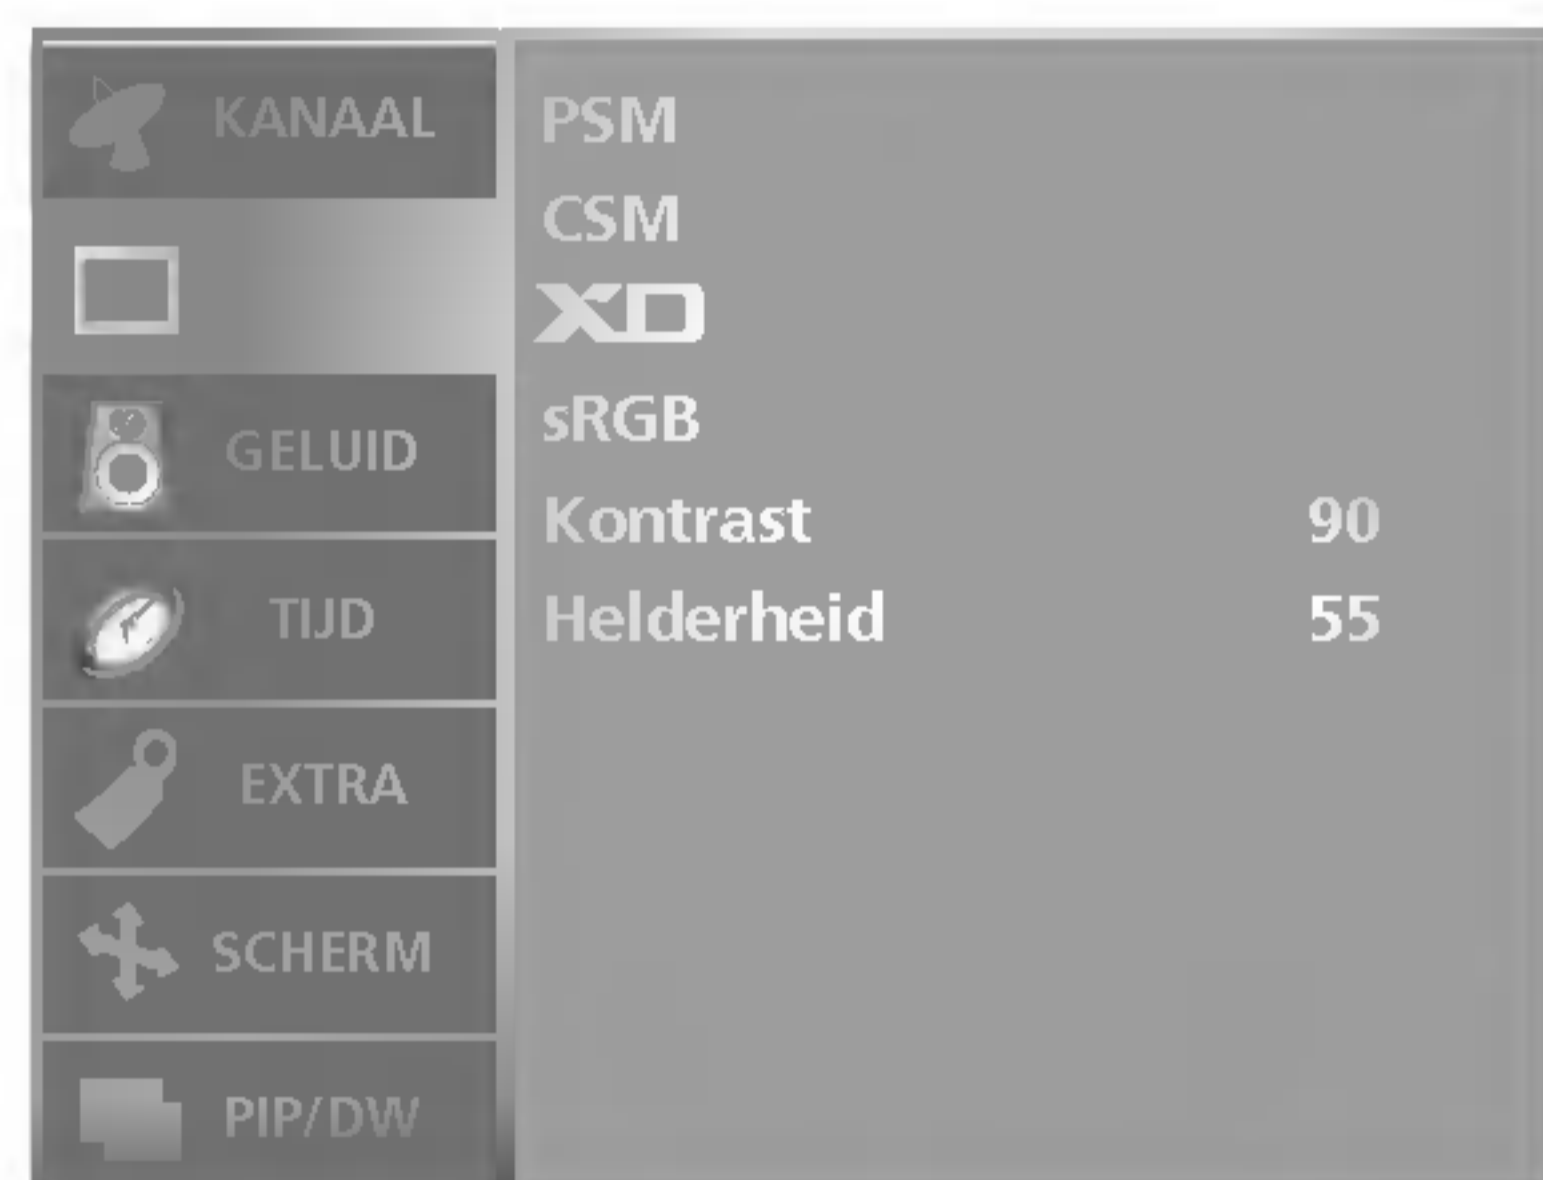 KANAAL
GELUID
TIJD
EXTRA
SCHERM
PIP/DW
PSM
CSM
XD
sRGB
Kontrast 90
Helderheid 55